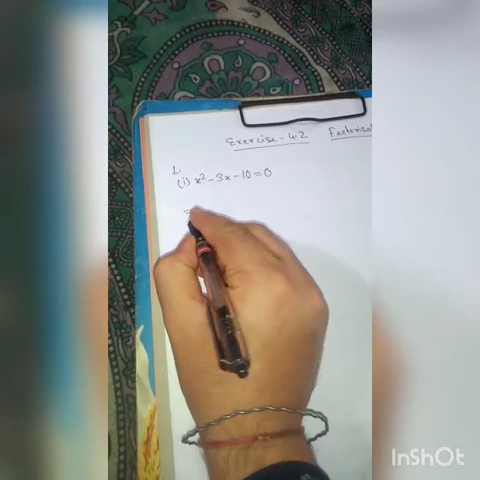 Exercise - 4.2
1.
(i) x² - 3x - 10 = 0
InShOt